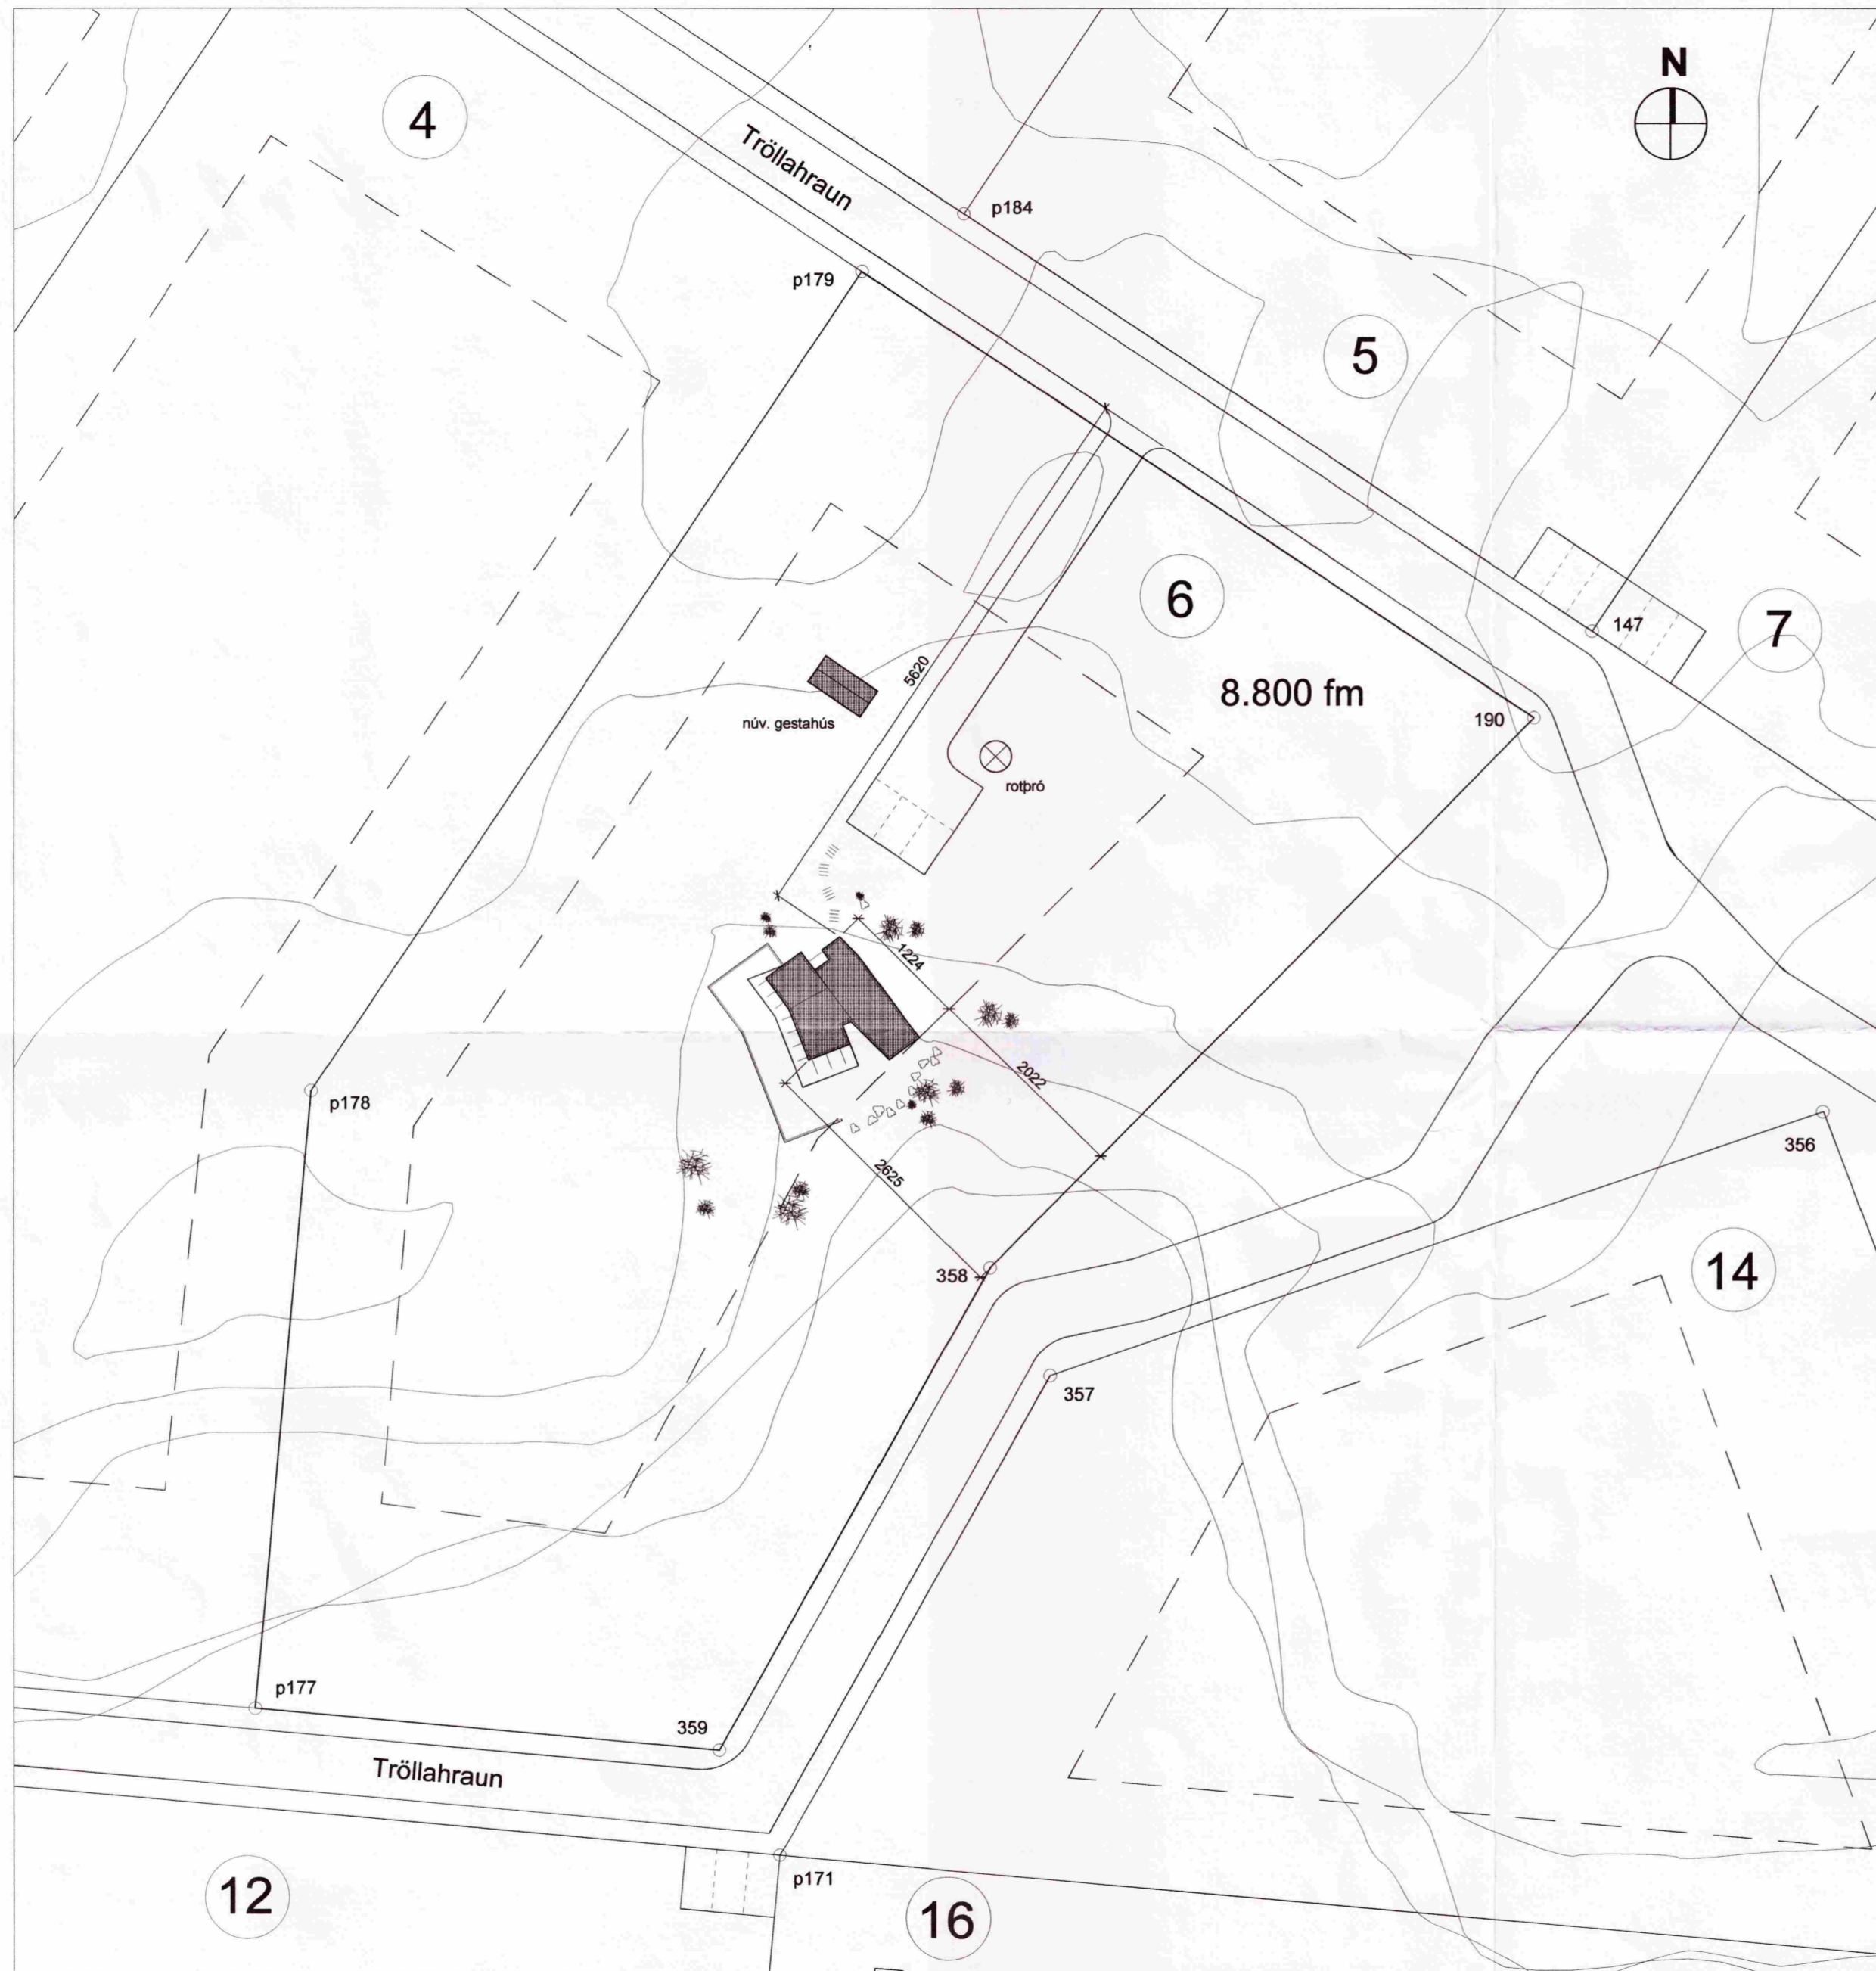 N
4
Tröllahraun
p184
p179
5
6
147
7
5620
8.800 fm
190
núv. gestahús
rotþró
1224
2022
p178
356
2625
14
358
357
p177
359
Tröllahraun
p171
12
16